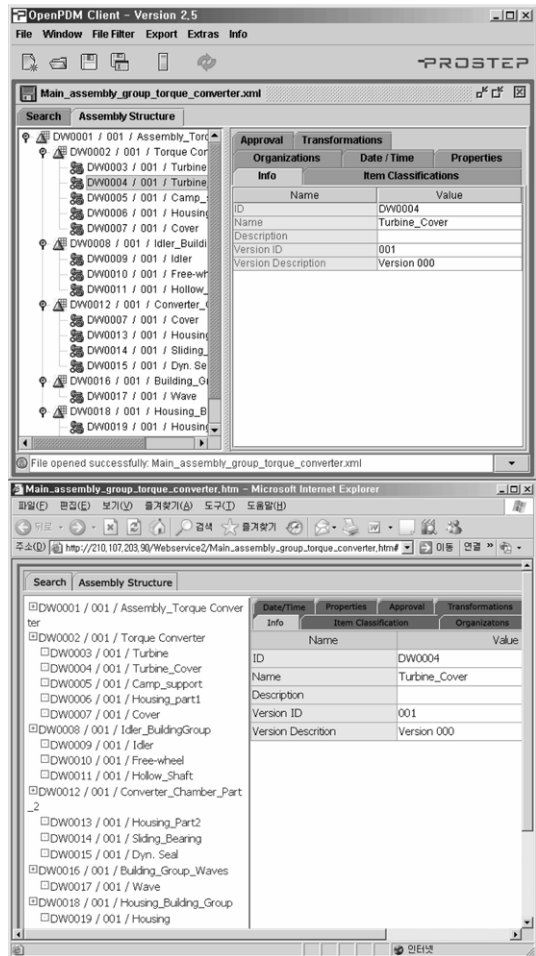 OpenPDM Client - Version 2,5
File Window File Filter Export Extras Info
PROSTEP
Main_assembly_group_torque_converter.xml
Search Assembly Structure
DW0001 / 001 / Assembly_Torq
DW0002 / 001 / Torque Cor
DW0003 / 001 / Turbine
DW0004 / 001 / Turbine_
DW0005 / 001 / Camp_s
DW0006 / 001 / Housing
DW0007 / 001 / Cover
DW0008 / 001 / Idler_Buildi
DW0009 / 001 / Idler
DW0010 / 001 / Free-wh
DW0011 / 001 / Hollow_
DW0012 / 001 / Converter_
DW0007 / 001 / Cover
DW0013 / 001 / Housing
DW0014 / 001 / Sliding_
DW0015 / 001 / Dyn. Se
DW0016 / 001 / Building_Gr
DW0017 / 001 / Wave
DW0018 / 001 / Housing_B
DW0019 / 001 / Housing
Approval Transformations
Organizations Date / Time Properties
Info Item Classifications
Name Value
ID DW0004
Name Turbine_Cover
Description
Version ID 001
Version Description Version 000
File opened successfully: Main_assembly_group_torque_converter.xml
Main_assembly_group_torque_converter,htm - Microsoft Internet Explorer
파일(F) 편집(E) 보기(V) 즐겨찾기(A) 도구(T) 도움말(H)
뒤로 검색 즐겨찾기
주소(D) http://210,107,203,90/Webservice2/Main_assembly_group_torque_converter,htm# 이동 연결 »
Search Assembly Structure
DW0001 / 001 / Assembly_Torque Conver
ter
DW0002 / 001 / Torque Converter
DW0003 / 001 / Turbine
DW0004 / 001 / Turbine_Cover
DW0005 / 001 / Camp_support
DW0006 / 001 / Housing_part1
DW0007 / 001 / Cover
DW0008 / 001 / Idler_BuildingGroup
DW0009 / 001 / Idler
DW0010 / 001 / Free-wheel
DW0011 / 001 / Hollow_Shaft
DW0012 / 001 / Converter_Chamber_Part
_2
DW0013 / 001 / Housing_Part2
DW0014 / 001 / Sliding_Bearing
DW0015 / 001 / Dyn. Seal
DW0016 / 001 / Building_Group_Waves
DW0017 / 001 / Wave
DW0018 / 001 / Housing_Building_Group
DW0019 / 001 / Housing
Date/Time Properties Approval Transformations
Info Item Classification Organizatons
Name Value
ID DW0004
Name Turbine_Cover
Description
Version ID 001
Version Descrition Version 000
인터넷